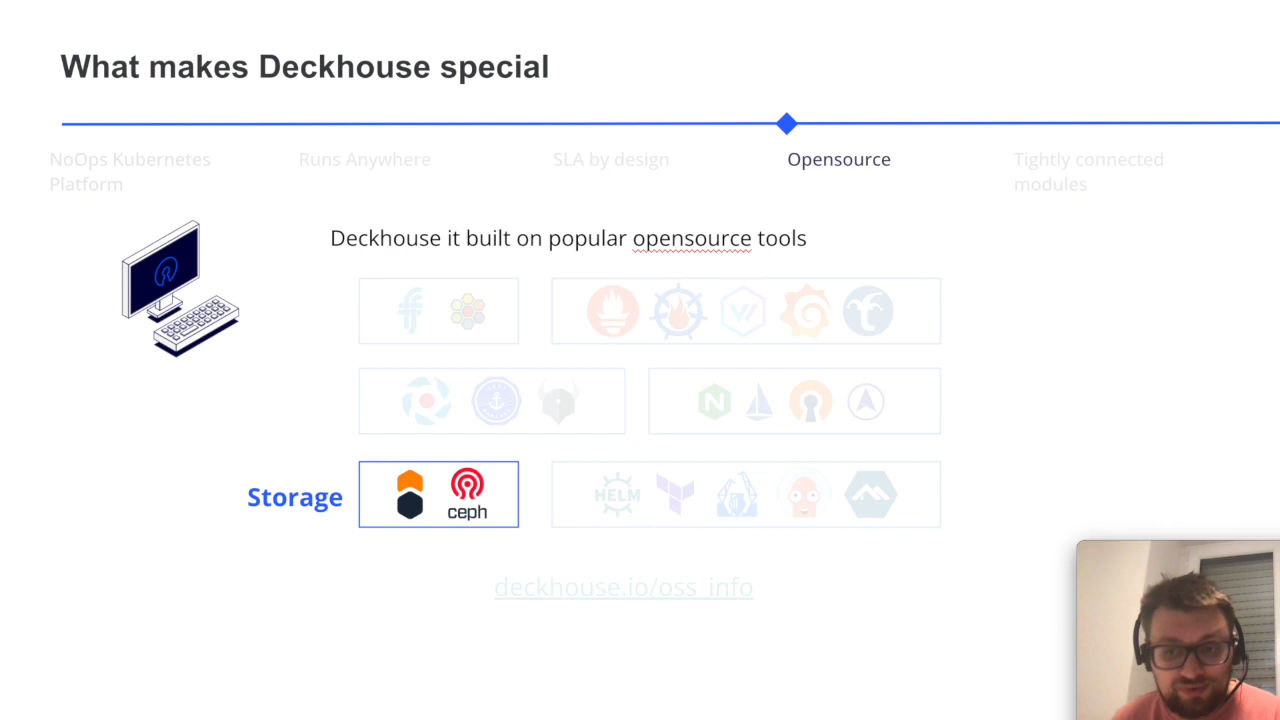 What makes Deckhouse special
NoOps Kubernetes
Platform
Runs Anywhere
SLA by design
Opensource
Tightly connected
modules
Deckhouse it built on popular opensource tools
Storage
ceph
HELM
deckhouse.io/oss_info